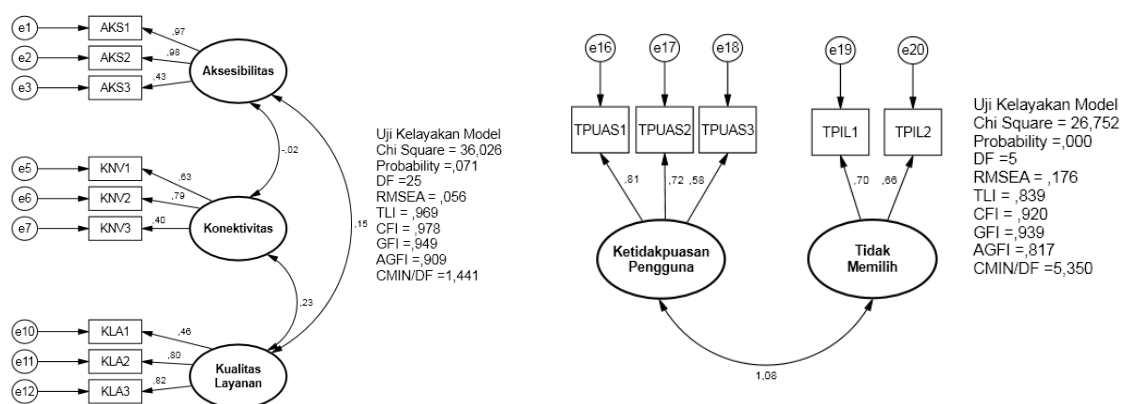 e1
AKS1
,97
e2
AKS2
,98
e3
AKS3
,43
Aksesibilitas
-,02
e5
KNV1
,63
e6
KNV2
,79
e7
KNV3
,40
Konektivitas
,15
,23
e10
KLA1
,46
e11
KLA2
,80
e12
KLA3
,82
Kualitas
Layanan
Uji Kelayakan Model
Chi Square = 36,026
Probability =,071
DF =25
RMSEA = ,056
TLI = ,969
CFI = ,978
GFI = ,949
AGFI = ,909
CMIN/DF =1,441
e16
e17
e18
e19
e20
TPUAS1
TPUAS2
TPUAS3
TPIL1
TPIL2
,81
,72
,58
,70
,66
Ketidakpuasan
Pengguna
Tidak
Memilih
1,08
Uji Kelayakan Model
Chi Square = 26,752
Probability =,000
DF =5
RMSEA = ,176
TLI = ,839
CFI = ,920
GFI = ,939
AGFI = ,817
CMIN/DF =5,350